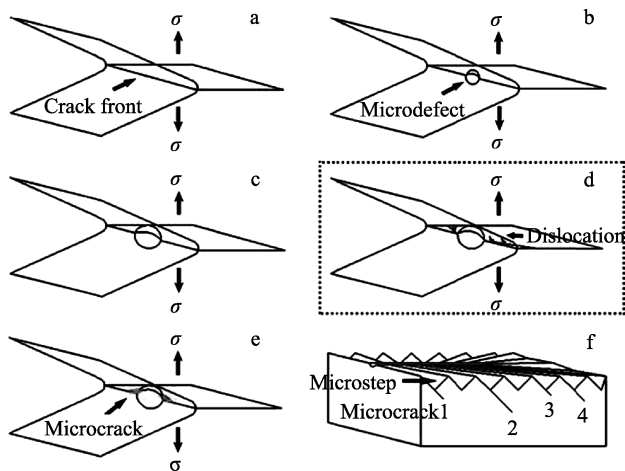 σ
a
Crack front
σ
σ
b
Microdefect
σ
σ
c
σ
σ
d
Dislocation
σ
σ
e
Microcrack
σ
f
Microstep
Microcrack1
2
3
4